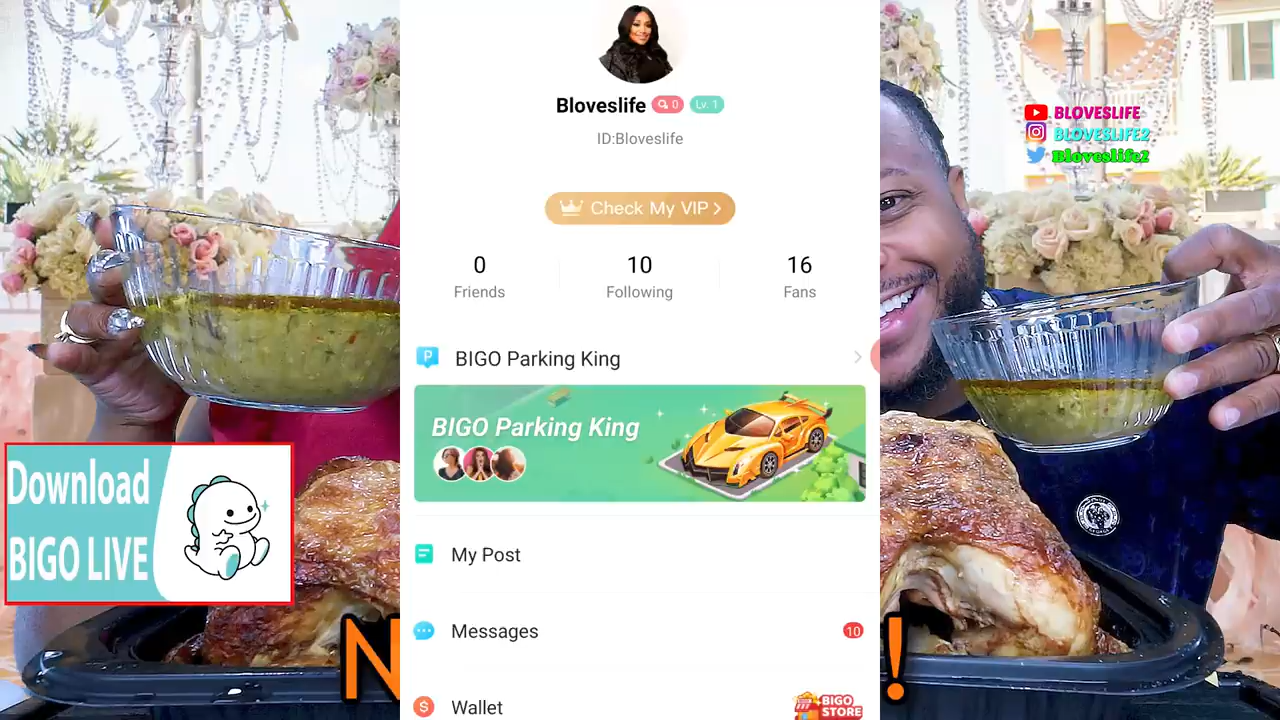 Bloveslife 0 Lv. 1
ID:Bloveslife
Check My VIP
0 10 16
Friends Following Fans
P BIGO Parking King
BIGO Parking King
My Post
Messages 10
$ Wallet
BIGO
STORE
Download
BIGO LIVE
N
!
BLOVESLIFE
BLOVESLIFE2
Bloveslife2